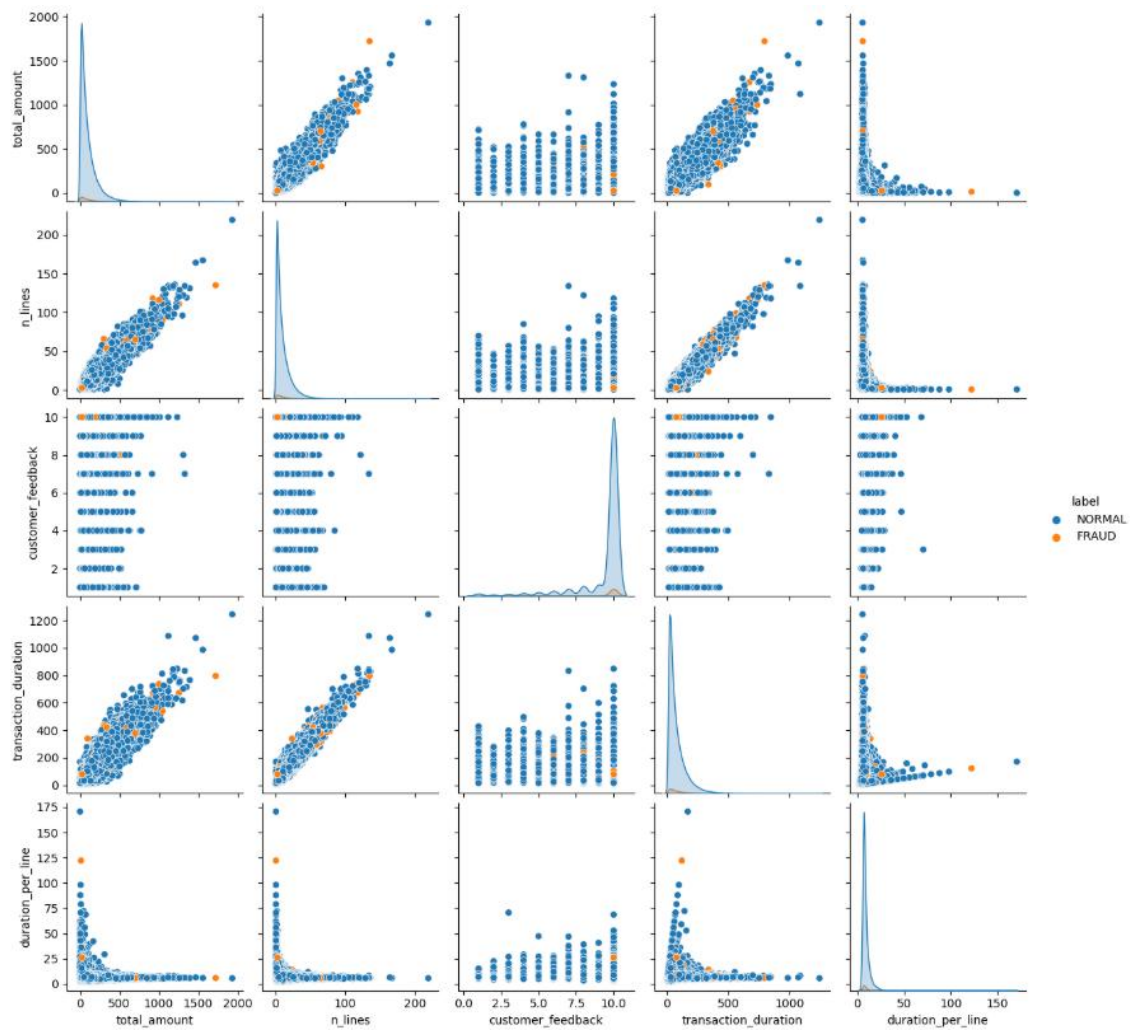 total_amount
2000
1500
1000
500
0
n_lines
200
150
100
50
0
customer_feedback
10
8
6
4
2
label
NORMAL
FRAUD
transaction_duration
1200
1000
800
600
400
200
0
duration_per_line
175
150
125
100
75
50
25
0
0 500 1000 1500 2000
0 100 200
0.0 2.5 5.0 7.5 10.0
0 500 1000
0 50 100 150
total_amount
n_lines
customer_feedback
transaction_duration
duration_per_line